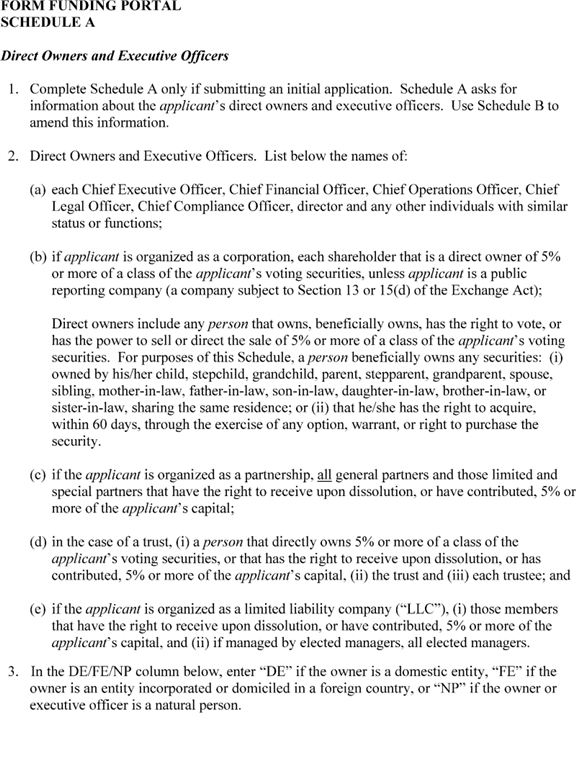 FORM FUNDING PORTAL
SCHEDULE A
Direct Owners and Executive Officers
1. Complete Schedule A only if submitting an initial application. Schedule A asks for
information about the applicant's direct owners and executive officers. Use Schedule B to
amend this information.
2. Direct Owners and Executive Officers. List below the names of:
(a) each Chief Executive Officer, Chief Financial Officer, Chief Operations Officer, Chief
Legal Officer, Chief Compliance Officer, director and any other individuals with similar
status or functions;
(b) if applicant is organized as a corporation, each shareholder that is a direct owner of 5%
or more of a class of the applicant's voting securities, unless applicant is a public
reporting company (a company subject to Section 13 or 15(d) of the Exchange Act);
Direct owners include any person that owns, beneficially owns, has the right to vote, or
has the power to sell or direct the sale of 5% or more of a class of the applicant's voting
securities. For purposes of this Schedule, a person beneficially owns any securities: (i)
owned by his/her child, stepchild, grandchild, parent, stepparent, grandparent, spouse,
sibling, mother-in-law, father-in-law, son-in-law, daughter-in-law, brother-in-law, or
sister-in-law, sharing the same residence; or (ii) that he/she has the right to acquire,
within 60 days, through the exercise of any option, warrant, or right to purchase the
security.
(c) if the applicant is organized as a partnership, all general partners and those limited and
special partners that have the right to receive upon dissolution, or have contributed, 5% or
more of the applicant's capital;
(d) in the case of a trust, (i) a person that directly owns 5% or more of a class of the
applicant's voting securities, or that has the right to receive upon dissolution, or has
contributed, 5% or more of the applicant's capital, (ii) the trust and (iii) each trustee; and
(e) if the applicant is organized as a limited liability company ("LLC"), (i) those members
that have the right to receive upon dissolution, or have contributed, 5% or more of the
applicant's capital, and (ii) if managed by elected managers, all elected managers.
3. In the DE/FE/NP column below, enter "DE" if the owner is a domestic entity, "FE" if the
owner is an entity incorporated or domiciled in a foreign country, or "NP" if the owner or
executive officer is a natural person.